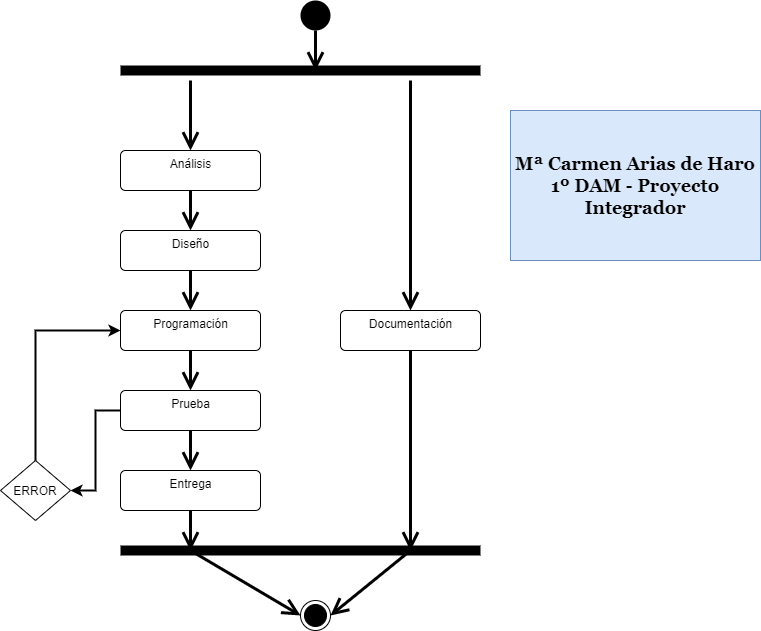 Mª Carmen Arias de Haro
1º DAM - Proyecto
Integrador
Análisis
Diseño
Programación
Documentación
Prueba
Entrega
ERROR